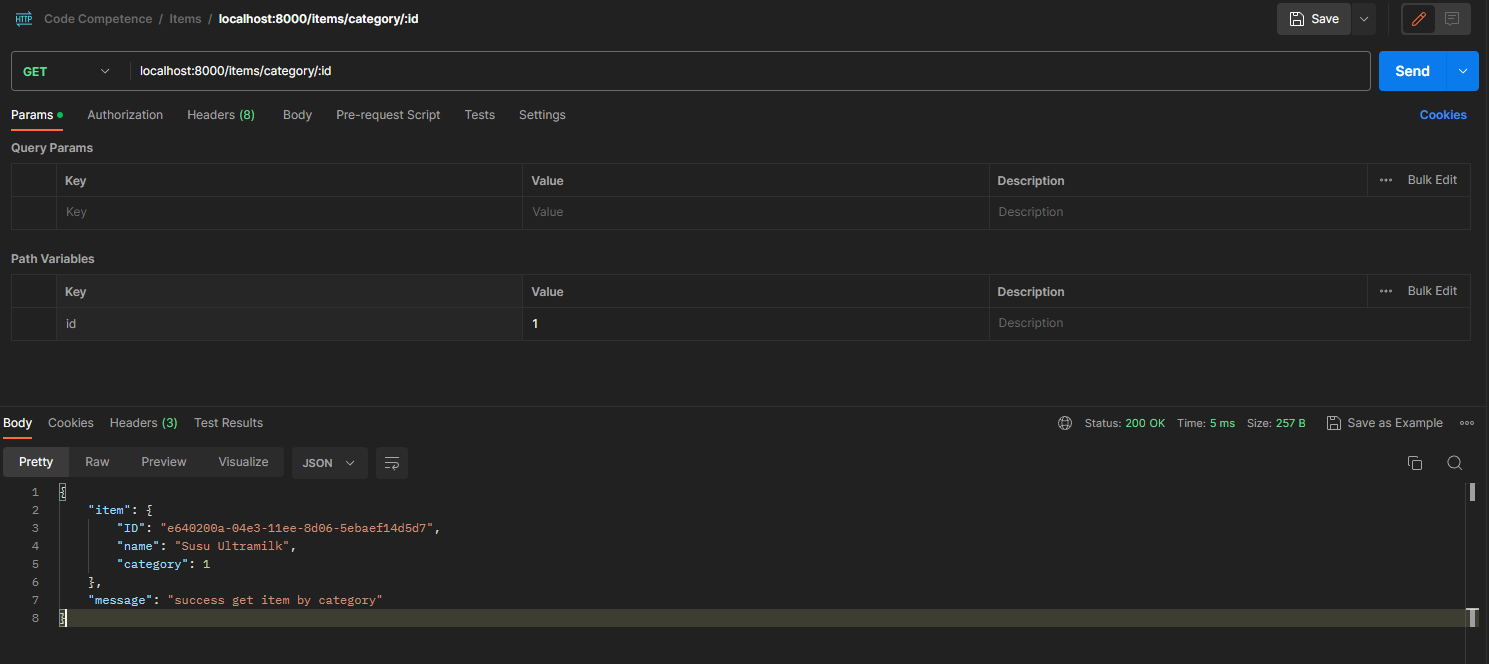 HTTP Code Competence / Items / localhost:8000/items/category/:id Save
GET localhost:8000/items/category/:id Send
Params Authorization Headers (8) Body Pre-request Script Tests Settings Cookies
Query Params
Key Value Description ••• Bulk Edit
Key Value Description
Path Variables
Key Value Description ••• Bulk Edit
id 1 Description
Body Cookies Headers (3) Test Results Status: 200 OK Time: 5 ms Size: 257 B Save as Example
Pretty Raw Preview Visualize JSON
1 {
2 "item": {
3 "ID": "e640200a-04e3-11ee-8d06-5ebaef14d5d7",
4 "name": "Susu Ultramilk",
5 "category": 1
6 },
7 "message": "success get item by category"
8 }